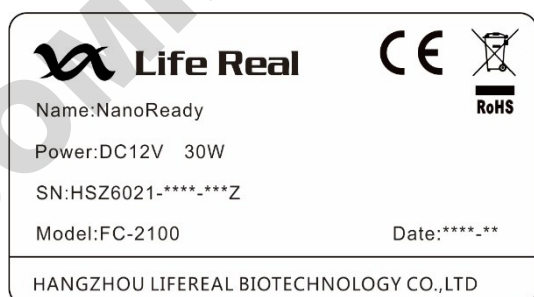 Life Real
CE
RoHS
Name:NanoReady
Power:DC12V 30W
SN:HSZ6021-****-***Z
Model:FC-2100 Date:****-**
HANGZHOU LIFEREAL BIOTECHNOLOGY CO.,LTD